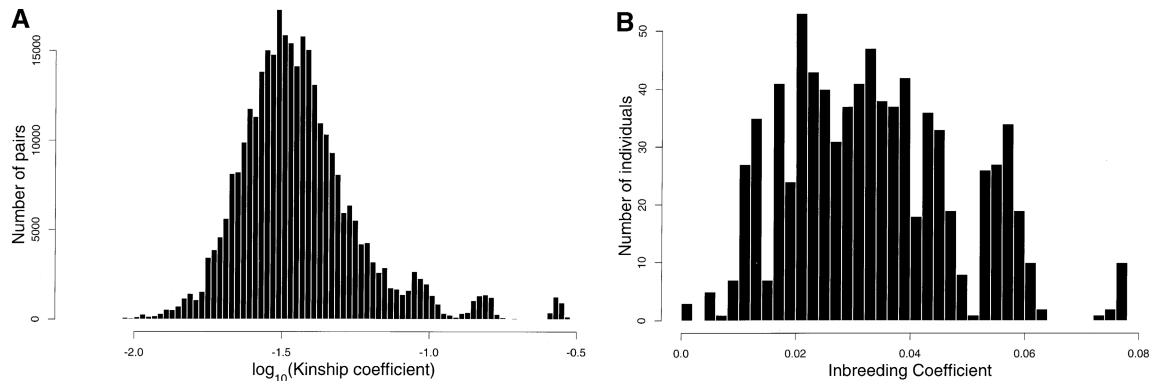 A
Number of pairs
0 5000 10000 15000
-2.0 -1.5 -1.0 -0.5
log10(Kinship coefficient)
B
Number of individuals
0 10 20 30 40 50
0.0 0.02 0.04 0.06 0.08
Inbreeding Coefficient